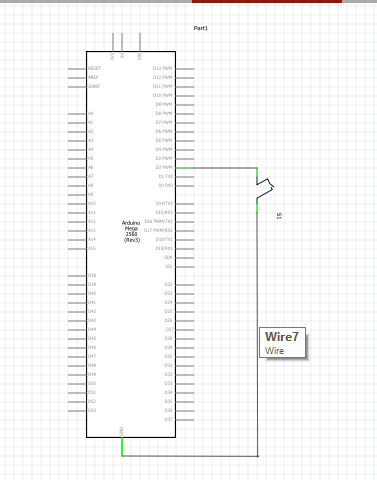 Part1
3V3
5V
VIN
RESET
AREF
IOREF
A0
A1
A2
A3
A4
A5
A6
A7
A8
A9
A10
A11
A12
A13
A14
A15
D38
D39
D40
D41
D42
D43
D44
D45
D46
D47
D48
D49
D50
D51
D52
D53
Arduino
Mega
2560
(Rev3)
D13 PWM
D12 PWM
D11 PWM
D10 PWM
D9 PWM
D8 PWM
D7 PWM
D6 PWM
D5 PWM
D4 PWM
D2 PWM
D3 PWM
D1 TX0
D0 RX0
D14/TX3
D15/RX3
D16 PWM/TX2
D17 PWM/RX2
D18/TX1
D19/RX1
SDA
SCL
D22
D23
D24
D25
D26
D27
D28
D29
D30
D31
D32
D33
D34
D35
D36
D37
GND
S1
Wire7
Wire